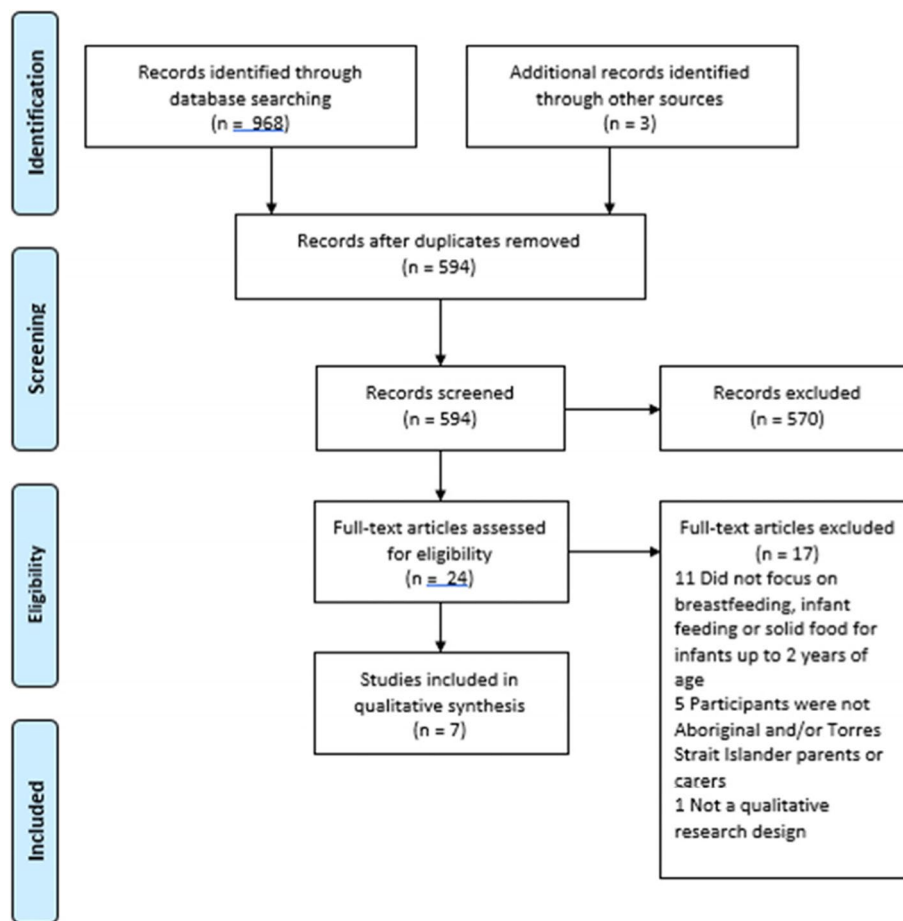 Identification
Records identified through
database searching
(n = 968)
Additional records identified
through other sources
(n = 3)
Records after duplicates removed
(n = 594)
Screening
Records screened
(n = 594)
Records excluded
(n = 570)
Eligibility
Full-text articles assessed
for eligibility
(n = 24)
Full-text articles excluded
(n = 17)
11 Did not focus on
breastfeeding, infant
feeding or solid food for
infants up to 2 years of
age
5 Participants were not
Aboriginal and/or Torres
Strait Islander parents or
carers
1 Not a qualitative
research design
Studies included in
qualitative synthesis
(n = 7)
Included